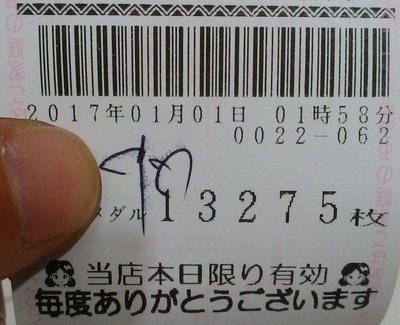 2017年01月01日 01時58分
0022-062
メダル 13275枚
当店本日限り有効
毎度ありがとうございます